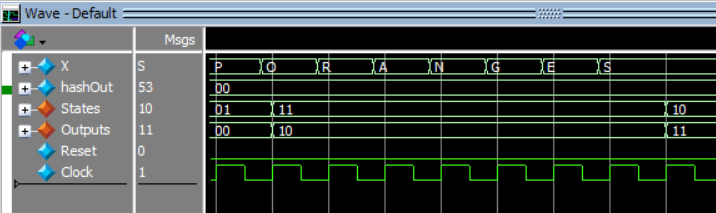 Wave - Default
Msgs
X S P O R A N G E S
hashOut 53 00
States 10 01 11 10
Outputs 11 00 10 11
Reset 0
Clock 1